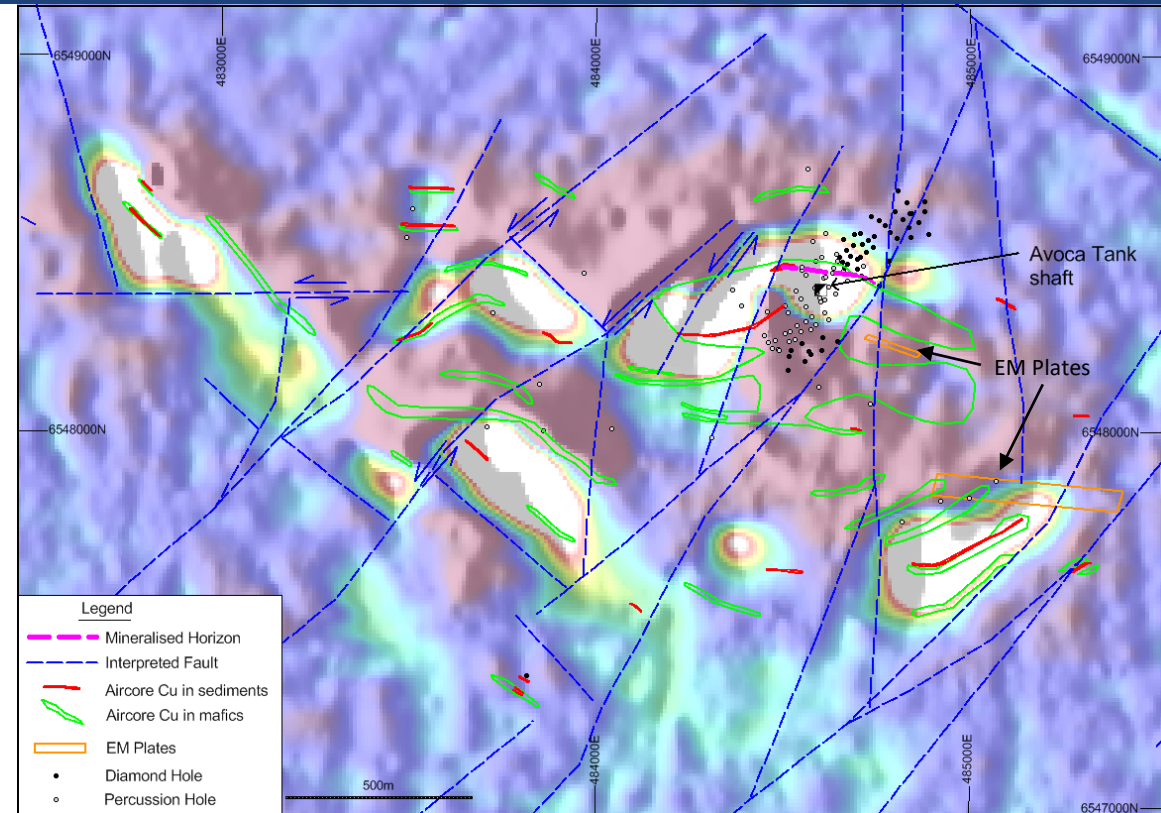 483000E
484000E
485000E
6549000N
6549000N
Avoca Tank
shaft
EM Plates
6548000N
6548000N
Legend
Mineralised Horizon
Interpreted Fault
Aircore Cu in sediments
Aircore Cu in mafics
EM Plates
Diamond Hole
Percussion Hole
500m
484000E
485000E
6547000N